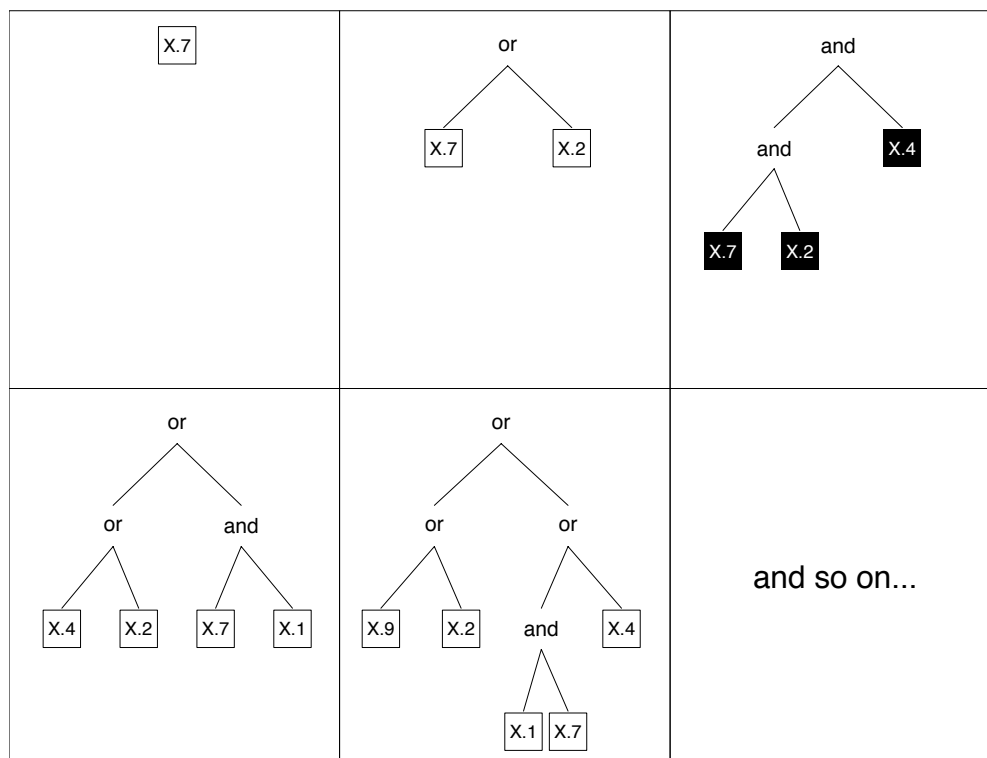 X.7
or
X.7 X.2
and
and X.4
X.7 X.2
or
or and
X.4 X.2 X.7 X.1
or
or or
X.9 X.2 and X.4
X.1 X.7
and so on...